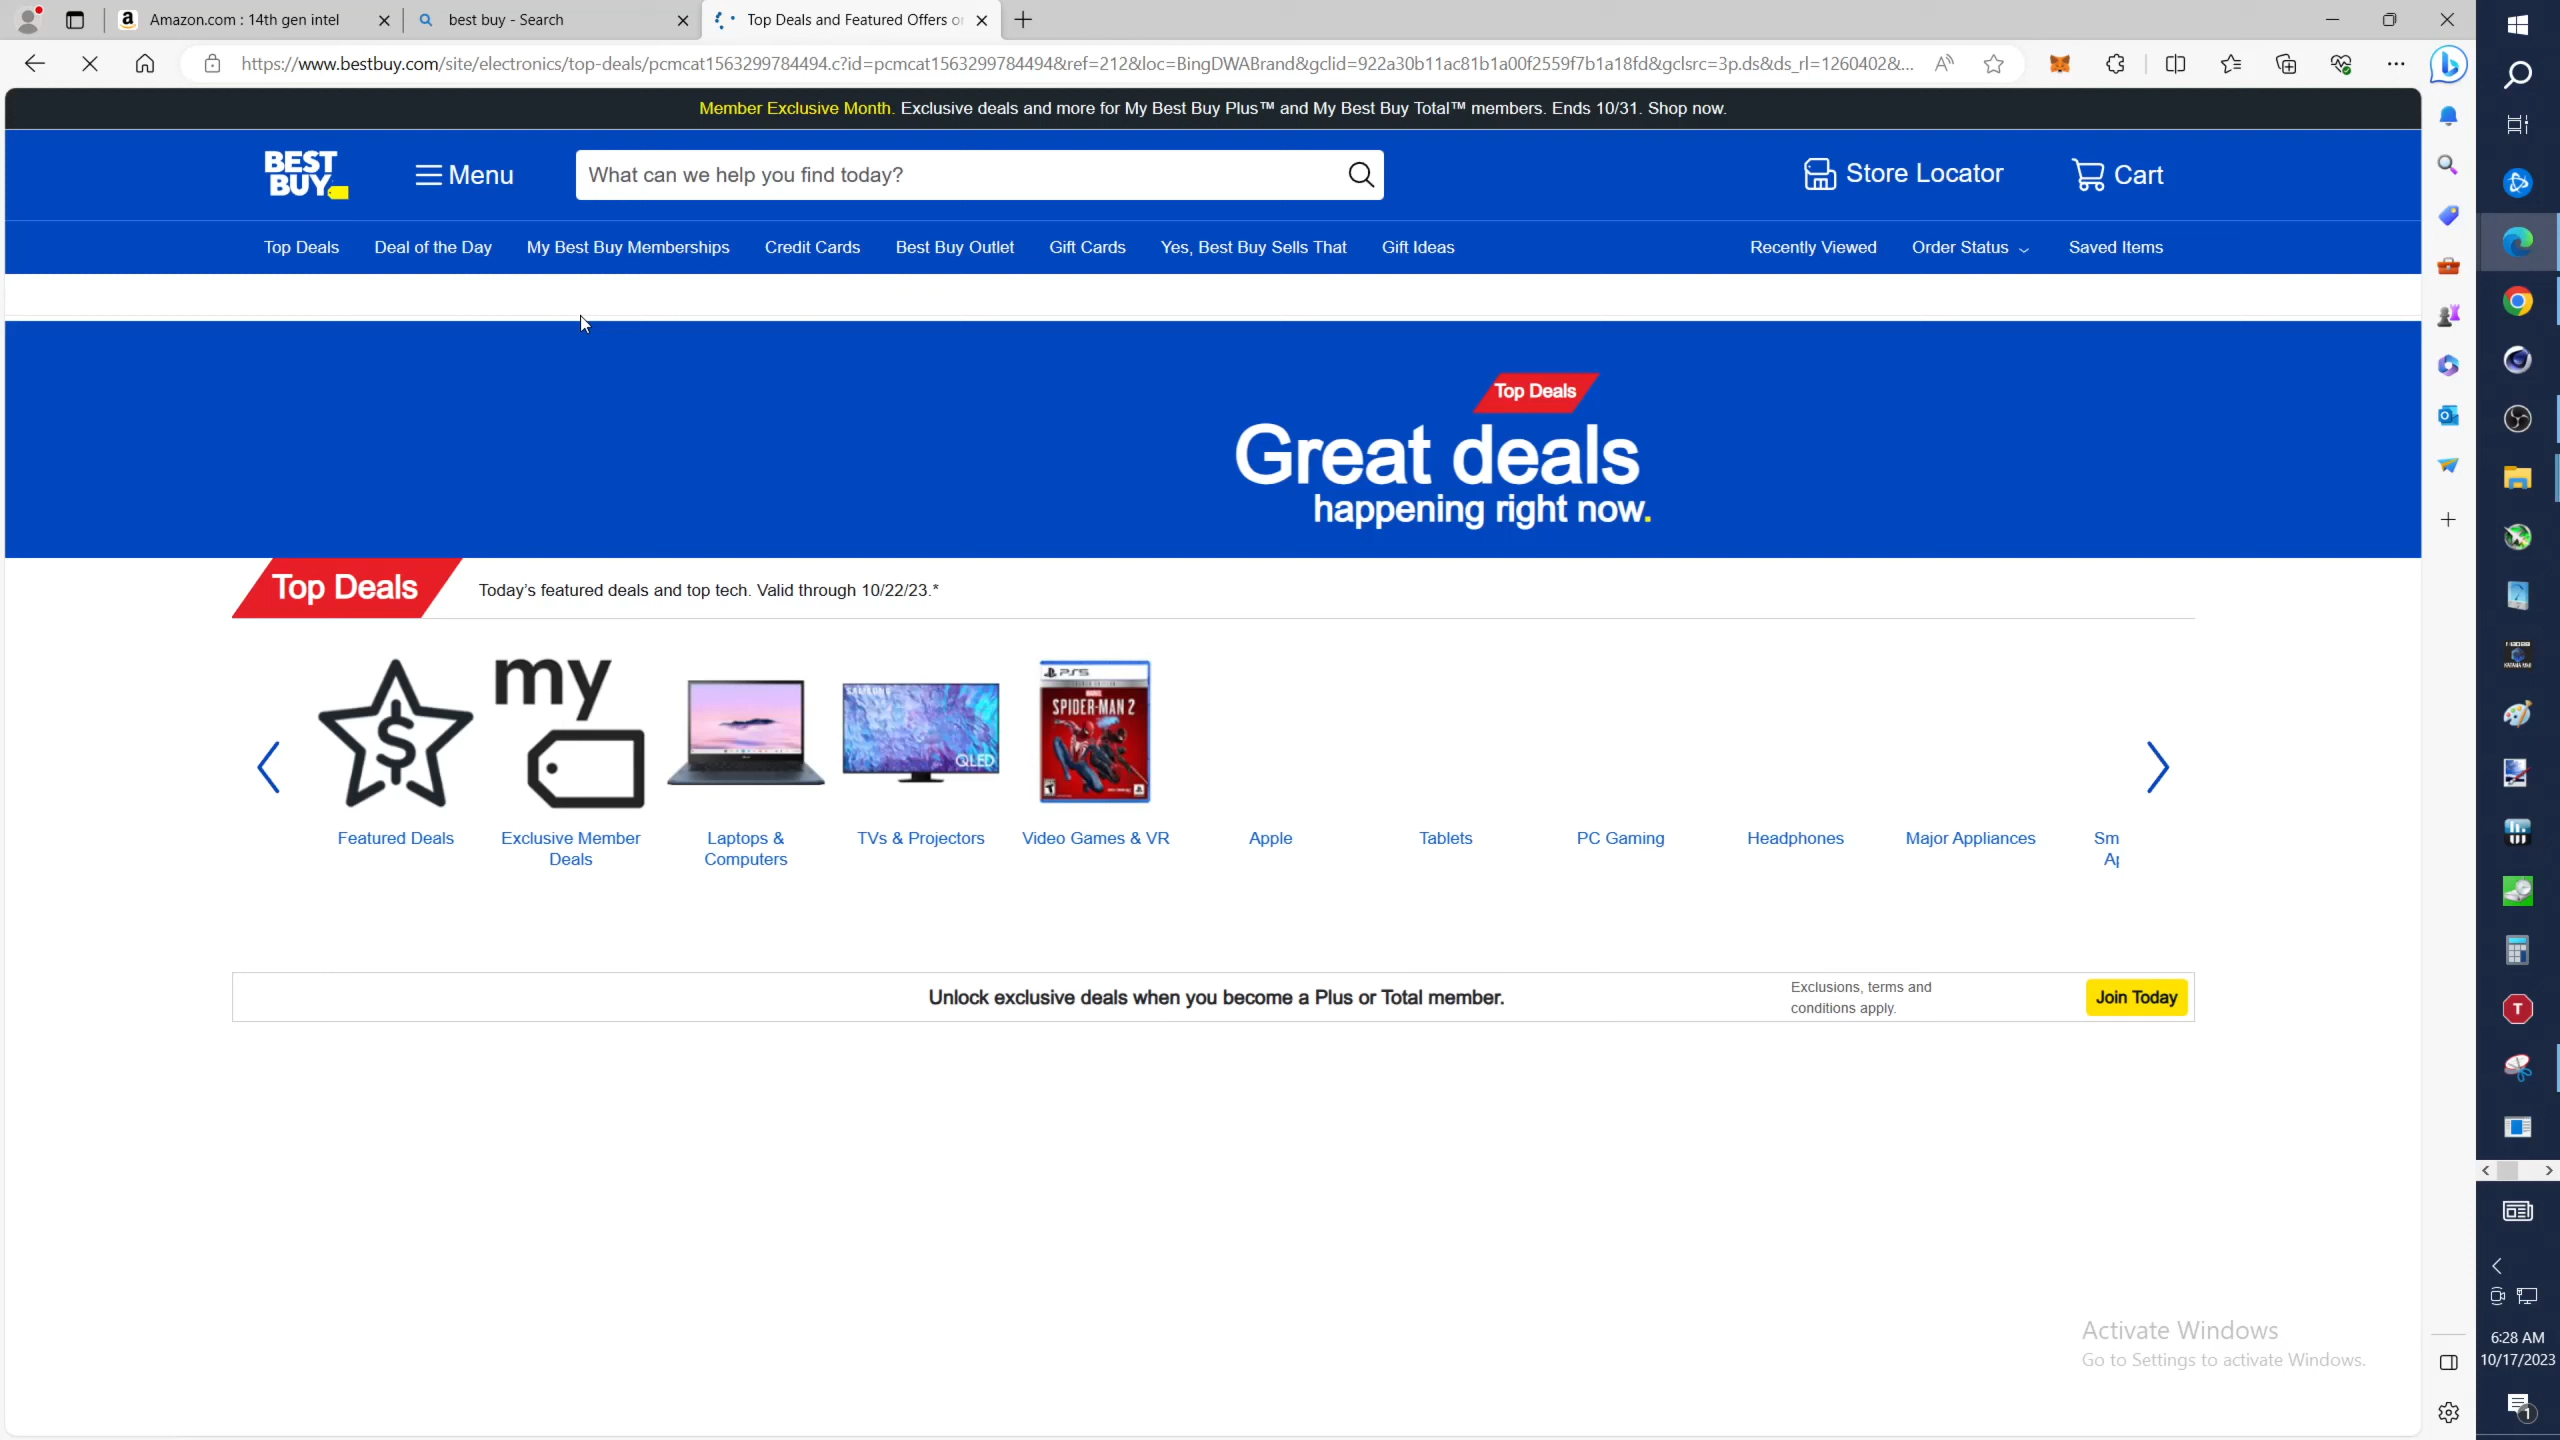 Amazon.com : 14th gen intel
best buy - Search
Top Deals and Featured Offers o
https://www.bestbuy.com/site/electronics/top-deals/pcmcat1563299784494.c?id=pcmcat1563299784494&ref=212&loc=BingDWABrand&gclid=922a30b11ac81b1a00f2559f7b1a18fd&gclsrc=3p.ds&ds_rl=1260402&...
Member Exclusive Month. Exclusive deals and more for My Best Buy Plus™ and My Best Buy Total™ members. Ends 10/31. Shop now.
BEST
BUY
Menu
What can we help you find today?
Store Locator
Cart
Top Deals
Deal of the Day
My Best Buy Memberships
Credit Cards
Best Buy Outlet
Gift Cards
Yes, Best Buy Sells That
Gift Ideas
Recently Viewed
Order Status
Saved Items
Top Deals
Great deals
happening right now.
Top Deals
Today's featured deals and top tech. Valid through 10/22/23.*
my
SAMSUNG
QLED
PS5
MARVEL
SPIDER-MAN 2
Featured Deals
Exclusive Member
Deals
Laptops &
Computers
TVs & Projectors
Video Games & VR
Apple
Tablets
PC Gaming
Headphones
Major Appliances
Sm
Ap
Unlock exclusive deals when you become a Plus or Total member.
Exclusions, terms and
conditions apply.
Join Today
Activate Windows
Go to Settings to activate Windows.
6:28 AM
10/17/2023
1